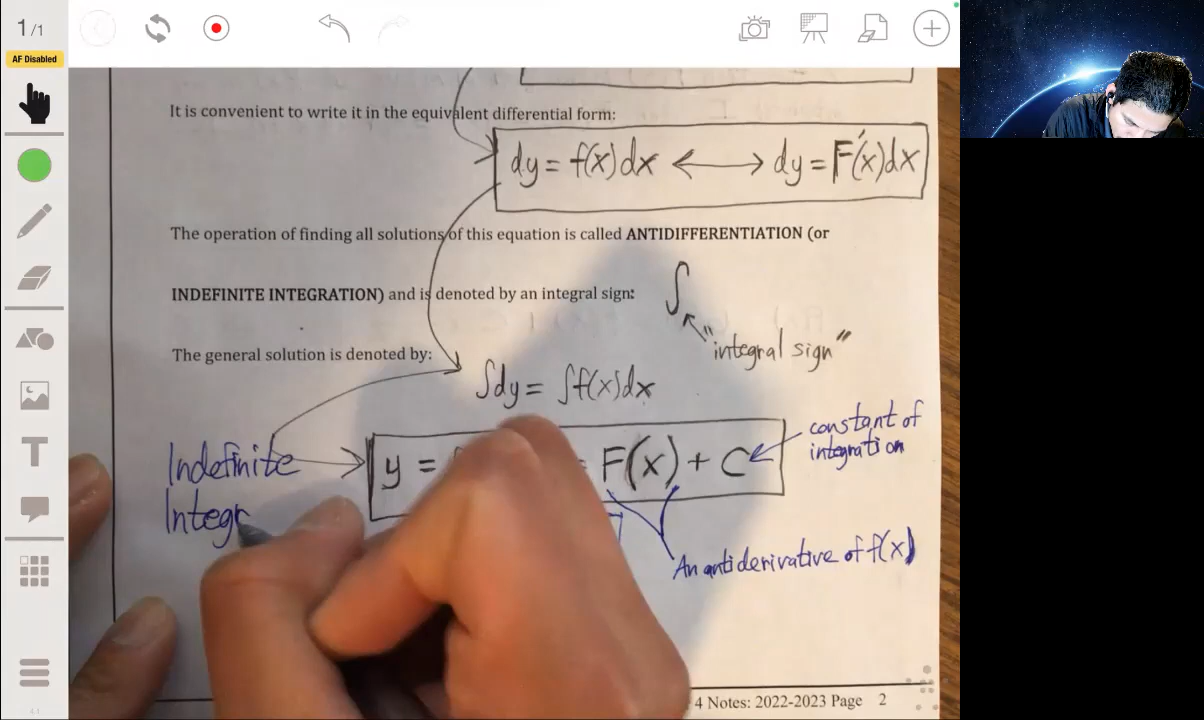 1/1
AF Disabled
It is convenient to write it in the equivalent differential form:
dy = f(x)dx ⟷ dy = F'(x)dx
The operation of finding all solutions of this equation is called ANTIDIFFERENTIATION (or
INDEFINITE INTEGRATION) and is denoted by an integral sign:
∫
"integral sign"
The general solution is denoted by:
∫dy = ∫f(x)dx
Indefinite
Integr
y =
F(x) + C
constant of
integration
An antiderivative of f(x)
4 Notes: 2022-2023 Page 2
T